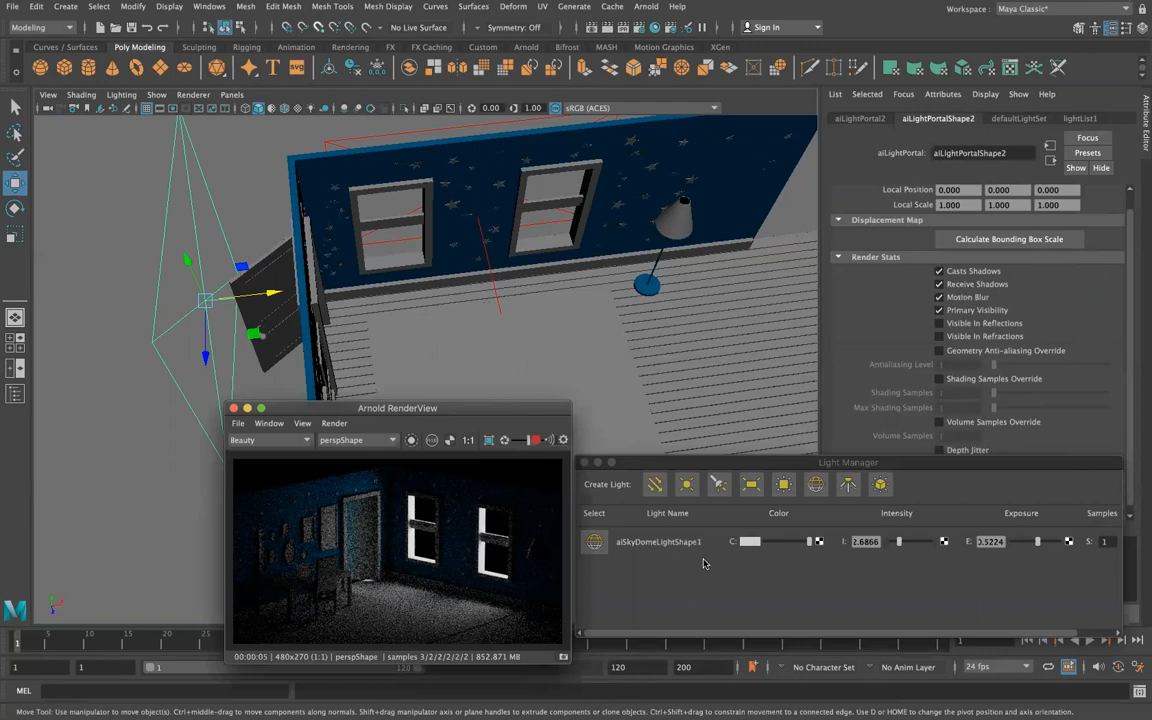 File Edit Create Select Modify Display Windows Mesh Edit Mesh Mesh Tools Mesh Display Curves Surfaces Deform UV Generate Cache Arnold Help Workspace : Maya Classic*
Modeling No Live Surface Symmetry: Off Sign In
Curves / Surfaces Poly Modeling Sculpting Rigging Animation Rendering FX FX Caching Custom Arnold Bifrost MASH Motion Graphics XGen
View Shading Lighting Show Renderer Panels
0.00 1.00 sRGB (ACES)
List Selected Focus Attributes Display Show Help
aiLightPortal2 aiLightPortalShape2 defaultLightSet lightList1
Focus
aiLightPortal: aiLightPortalShape2 Presets
Show Hide
Local Position 0.000 0.000 0.000
Local Scale 1.000 1.000 1.000
Displacement Map
Calculate Bounding Box Scale
Render Stats
Casts Shadows
Receive Shadows
Motion Blur
Primary Visibility
Visible In Reflections
Visible In Refractions
Geometry Anti-aliasing Override
Antialiasing Level
Shading Samples Override
Shading Samples
Max Shading Samples
Volume Samples Override
Volume Samples
Depth Jitter
Attribute Editor
Arnold RenderView
File Window View Render
Beauty perspShape 1:1
00:00:05 | 480x270 (1:1) | perspShape | samples 3/2/2/2/2/2 | 852.871 MB
Light Manager
Create Light:
Select Light Name Color Intensity Exposure Samples
aiSkyDomeLightShape1 C: I: 2.6866 E: 0.5224 S: 1
1 5 10 15 20 25 1
1 1 1 120 120 200 No Character Set No Anim Layer 24 fps
MEL
Move Tool: Use manipulator to move object(s). Ctrl+middle-drag to move components along normals. Shift+drag manipulator axis or plane handles to extrude components or clone objects. Ctrl+Shift+drag to constrain movement to a connected edge. Use D or HOME to change the pivot position and axis orientation.